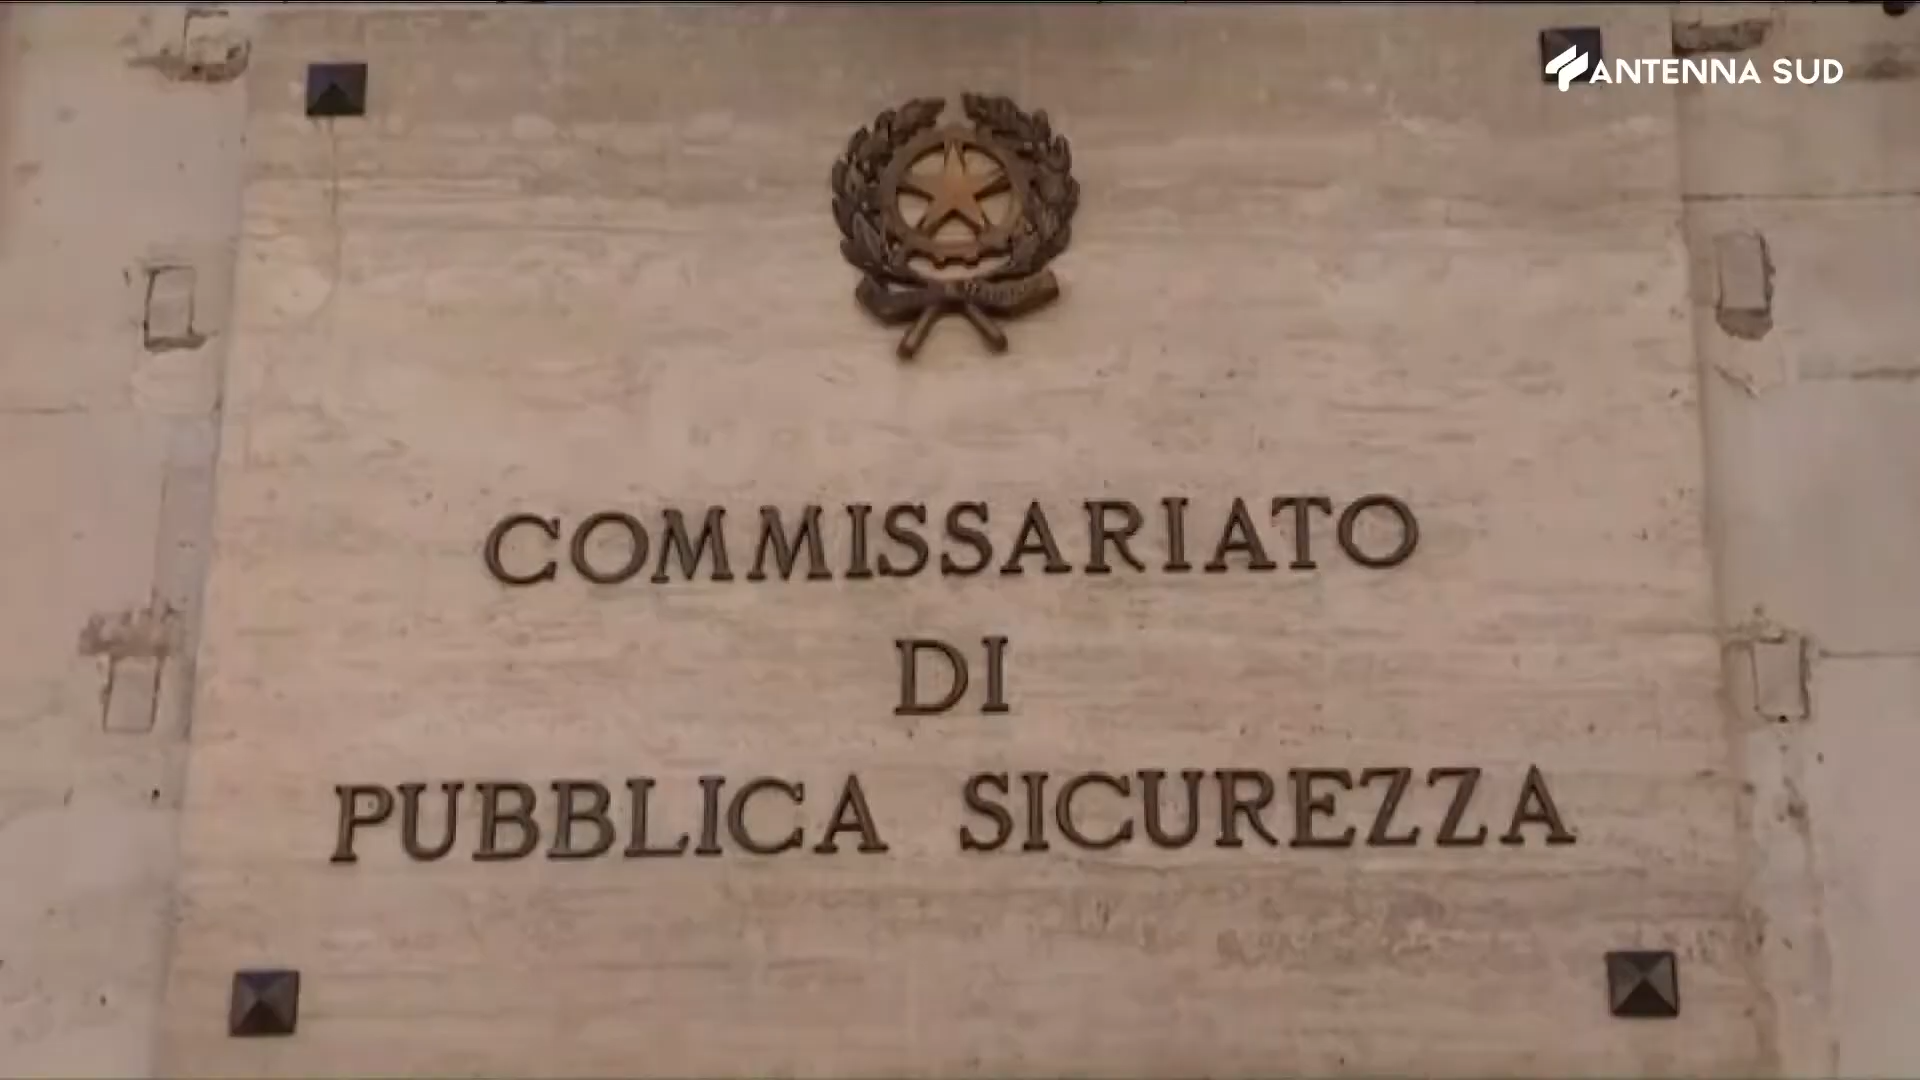 ANTENNA SUD
COMMISSARIATO
DI
PUBBLICA SICUREZZA